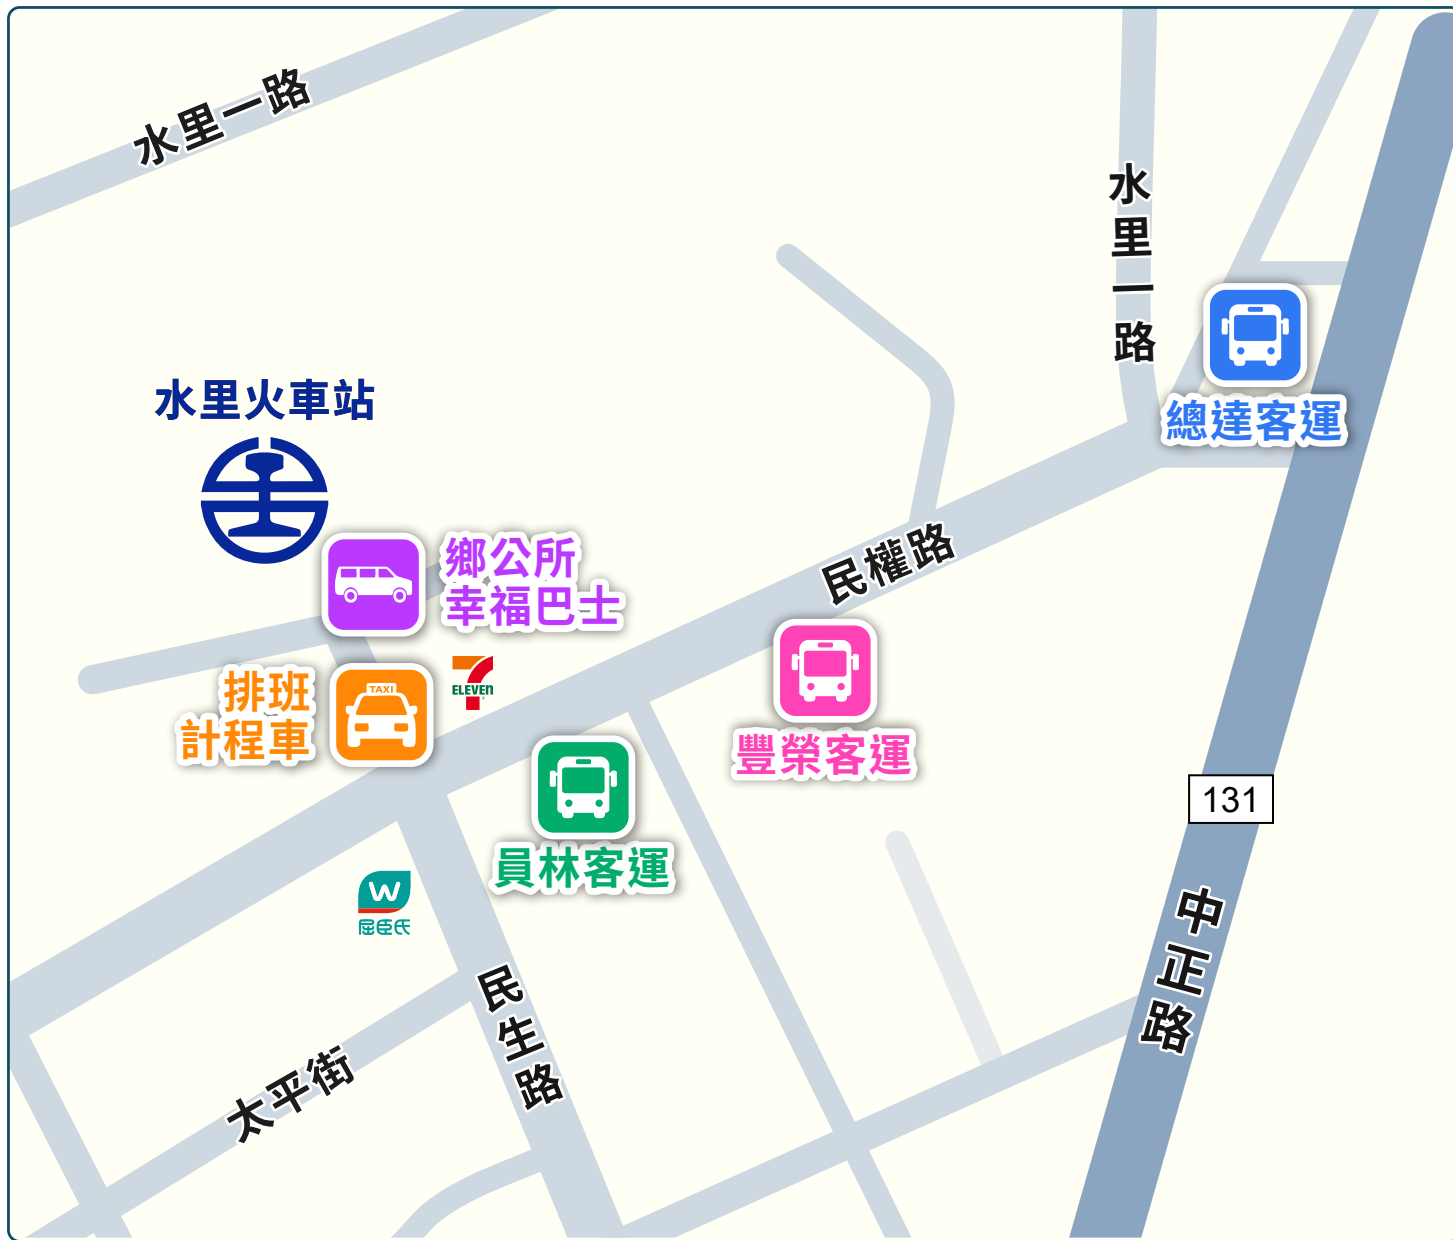 水里一路
水里一路
水里火車站
總達客運
鄉公所
幸福巴士
民權路
排班
計程車
TAXI
7
ELEVEN
豐榮客運
員林客運
131
W
屈臣氏
中正路
民生路
太平街